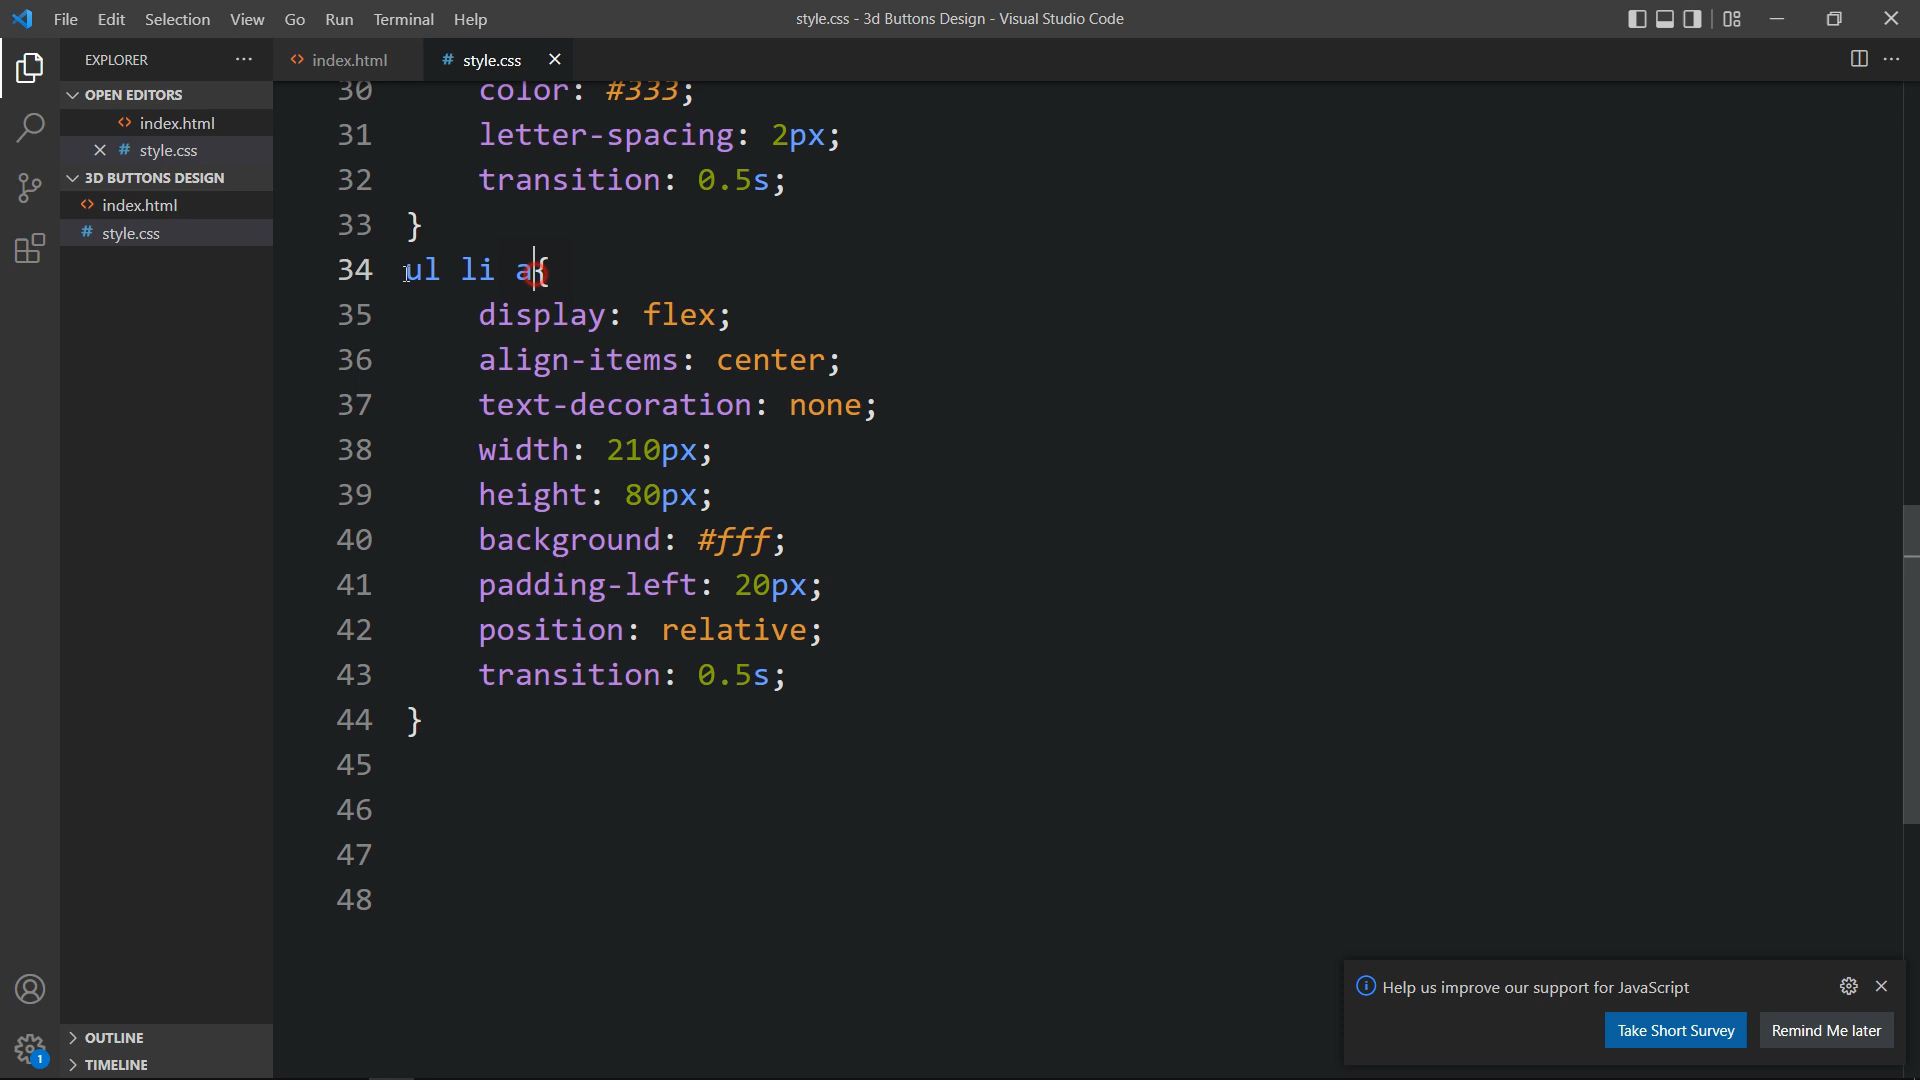 File Edit Selection View Go Run Terminal Help
style.css - 3d Buttons Design - Visual Studio Code
EXPLORER
OPEN EDITORS
index.html
style.css
3D BUTTONS DESIGN
index.html
style.css
OUTLINE
TIMELINE
1
index.html
# style.css
30 color: #333;
31 letter-spacing: 2px;
32 transition: 0.5s;
33 }
34 ul li a{
35 display: flex;
36 align-items: center;
37 text-decoration: none;
38 width: 210px;
39 height: 80px;
40 background: #fff;
41 padding-left: 20px;
42 position: relative;
43 transition: 0.5s;
44 }
45
46
47
48
Help us improve our support for JavaScript
Take Short Survey
Remind Me later